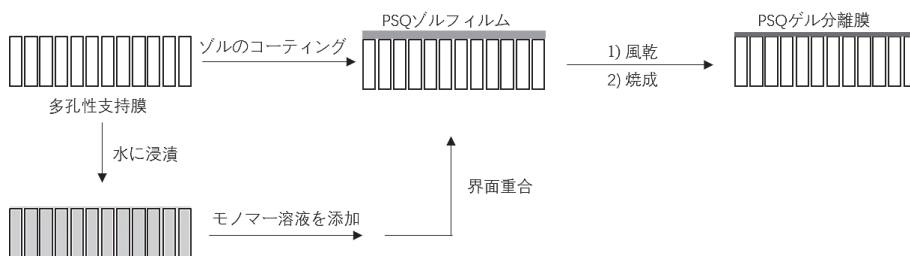 PSQゾルフィルム
PSQゲル分離膜
ゾルのコーティング
1) 風乾
2) 焼成
多孔性支持膜
水に浸漬
界面重合
モノマー溶液を添加